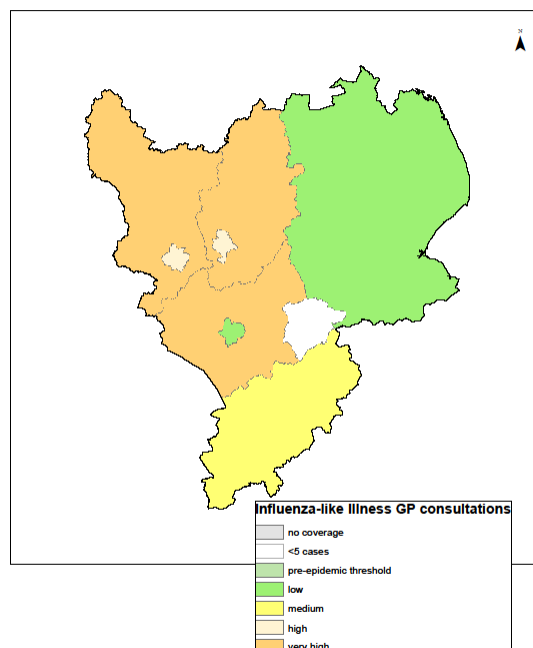 N
Influenza-like Illness GP consultations
no coverage
<5 cases
pre-epidemic threshold
low
medium
high
very high